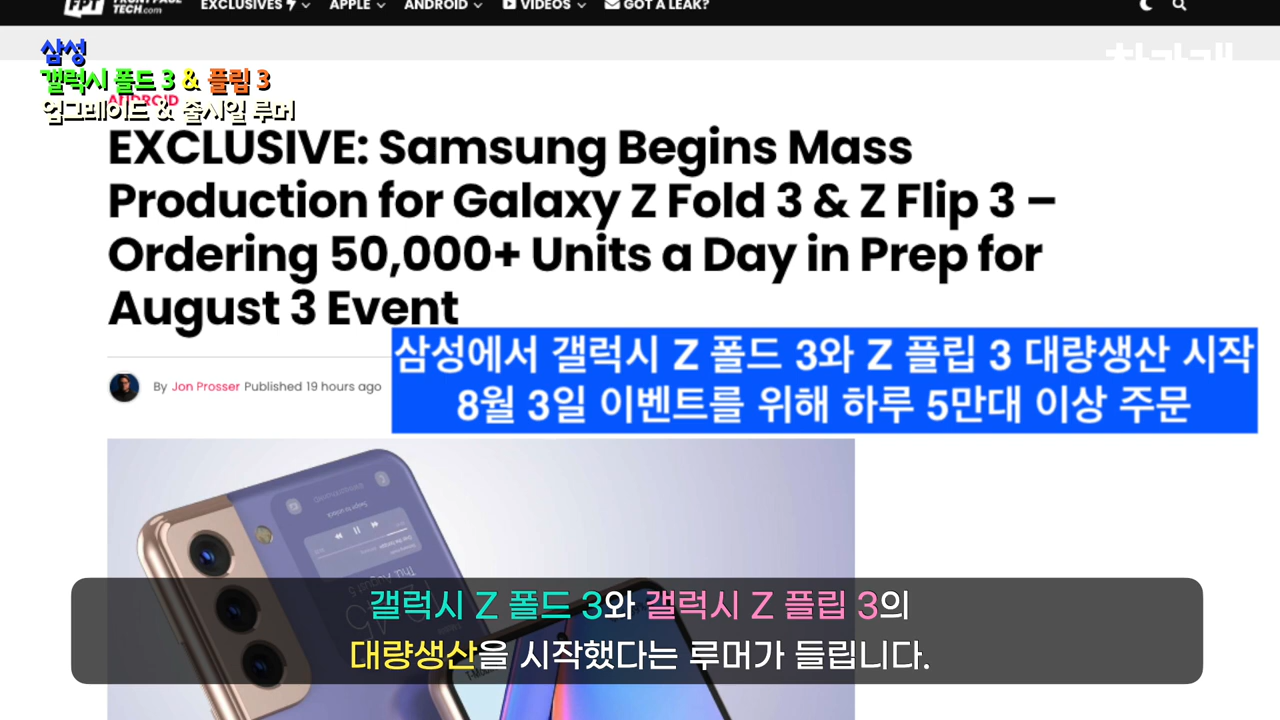 FPT
FRONTPAGE
TECH.com
EXCLUSIVES
APPLE
ANDROID
VIDEOS
GOT A LEAK?
삼성
갤럭시 폴드 3 & 플립 3
ANDROID
업그레이드 & 출시일 루머
EXCLUSIVE: Samsung Begins Mass
Production for Galaxy Z Fold 3 & Z Flip 3 –
Ordering 50,000+ Units a Day in Prep for
August 3 Event
삼성에서 갤럭시 Z 폴드 3와 Z 플립 3 대량생산 시작
8월 3일 이벤트를 위해 하루 5만대 이상 주문
By Jon Prosser Published 19 hours ago
갤럭시 Z 폴드 3와 갤럭시 Z 플립 3의
대량생산을 시작했다는 루머가 들립니다.